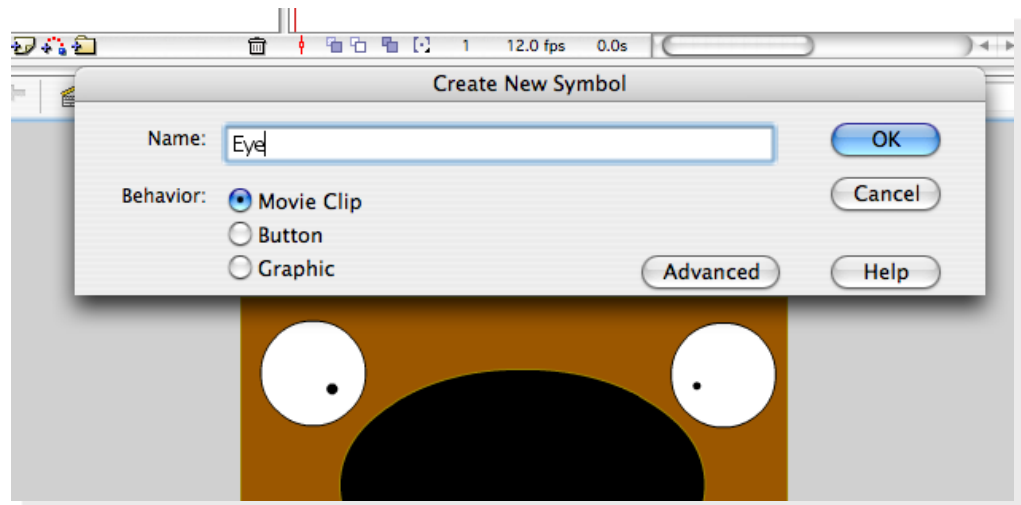 1 12.0 fps 0.0s
Create New Symbol
Name: Eye OK
Behavior: Movie Clip Cancel
Button
Graphic Advanced Help